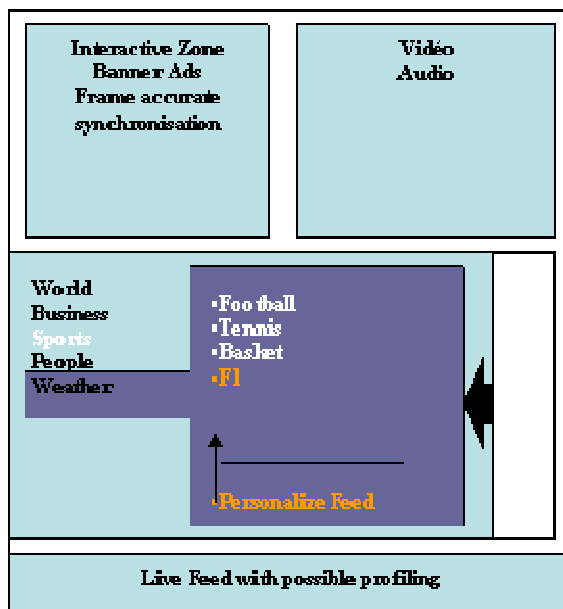 Interactive Zone
Banner Ads
Frame accurate
synchronisation
Vidéo
Audio
World
Business
Sports
People
Weather
•Football
•Tennis
•Basket
•F1
•Personalize Feed
Live Feed with possible profiling